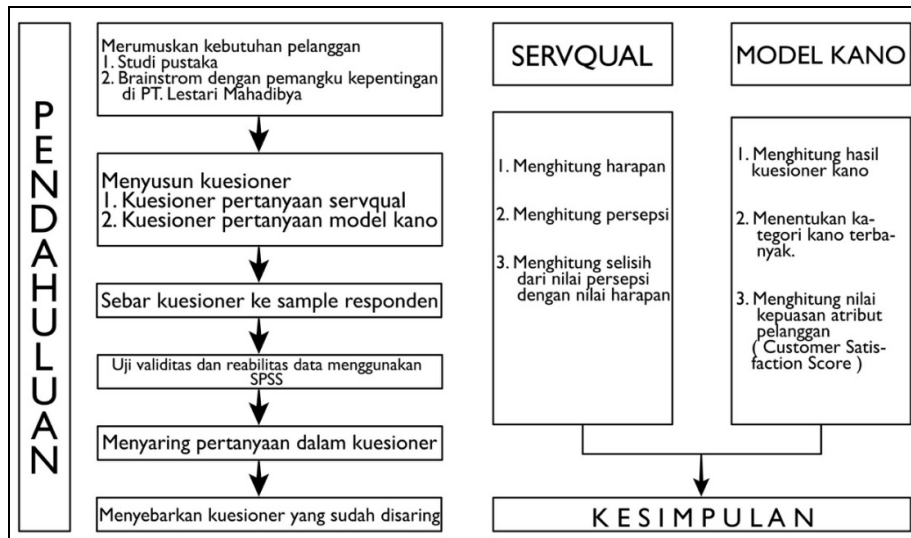 PENDAHULUAN
Merumuskan kebutuhan pelanggan
1. Studi pustaka
2. Brainstrom dengan pemangku kepentingan
di PT. Lestari Mahadibya
Menyusun kuesioner
1. Kuesioner pertanyaan servqual
2. Kuesioner pertanyaan model kano
Sebar kuesioner ke sample responden
Uji validitas dan reabilitas data menggunakan
SPSS
Menyaring pertanyaan dalam kuesioner
Menyebarkan kuesioner yang sudah disaring
SERVQUAL
1. Menghitung harapan
2. Menghitung persepsi
3. Menghitung selisih
dari nilai persepsi
dengan nilai harapan
MODEL KANO
1. Menghitung hasil
kuesioner kano
2. Menentukan ka-
tegori kano terba-
nyak.
3. Menghitung nilai
kepuasan atribut
pelanggan
( Customer Satis-
faction Score )
KESIMPULAN